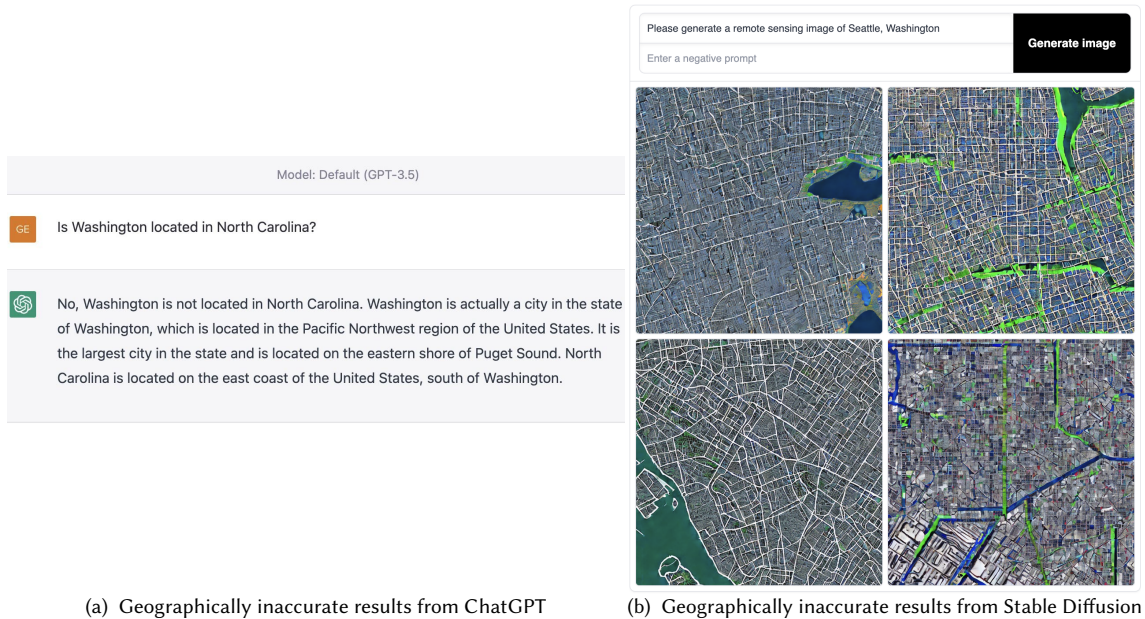 Model: Default (GPT-3.5)
GE
Is Washington located in North Carolina?
No, Washington is not located in North Carolina. Washington is actually a city in the state
of Washington, which is located in the Pacific Northwest region of the United States. It is
the largest city in the state and is located on the eastern shore of Puget Sound. North
Carolina is located on the east coast of the United States, south of Washington.
(a) Geographically inaccurate results from ChatGPT
Please generate a remote sensing image of Seattle, Washington
Enter a negative prompt
Generate image
(b) Geographically inaccurate results from Stable Diffusion